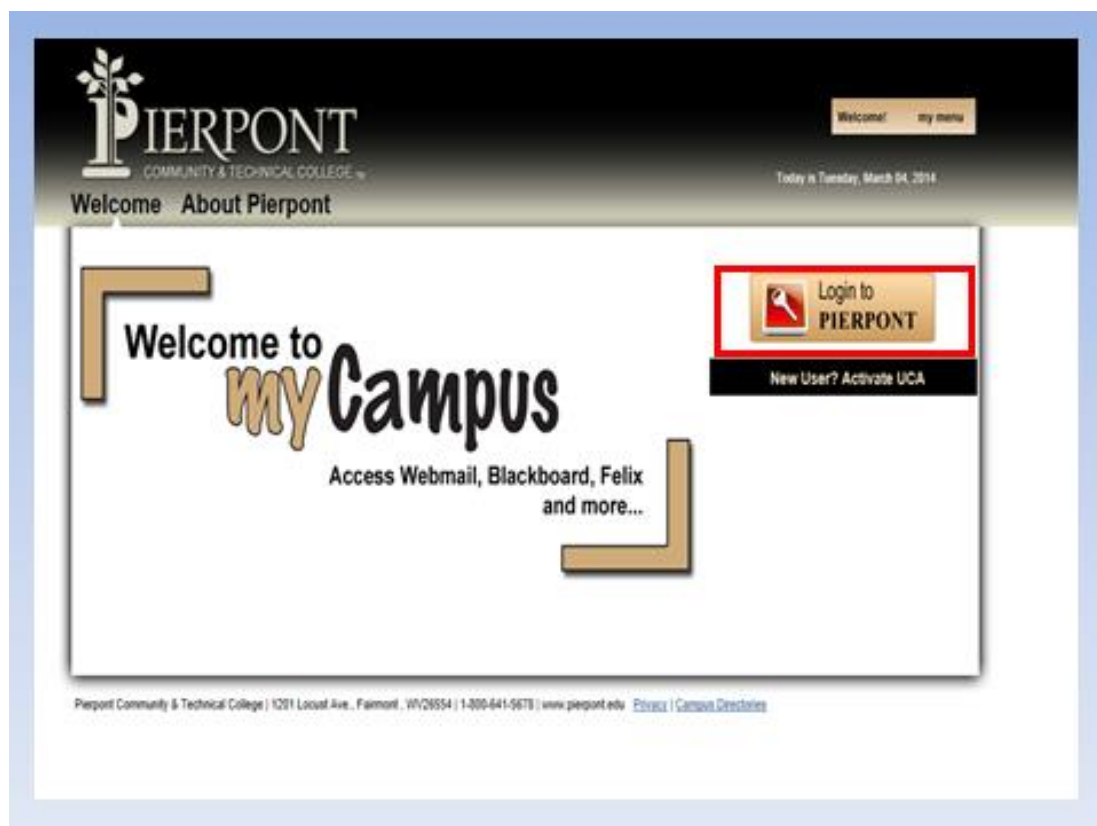 PIERPONT
COMMUNITY & TECHNICAL COLLEGE
Welcome! my menu
Today is Tuesday, March 04, 2014
Welcome About Pierpont
Login to
PIERPONT
New User? Activate UCA
Welcome to
myCampus
Access Webmail, Blackboard, Felix
and more...
Pierpont Community & Technical College | 1201 Locust Ave., Fairmont, WV26554 | 1-800-641-5678 | www.pierpont.edu Privacy | Campus Directories